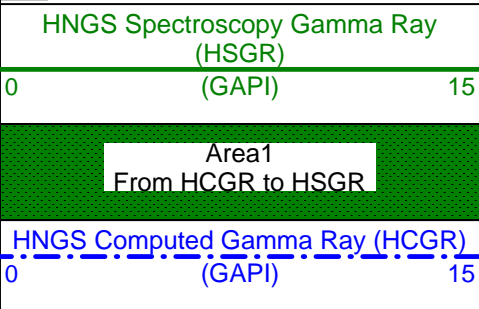 HNGS Spectroscopy Gamma Ray
(HSGR)
0 (GAPI) 15
Area1
From HCGR to HSGR
HNGS Computed Gamma Ray (HCGR)
0 (GAPI) 15